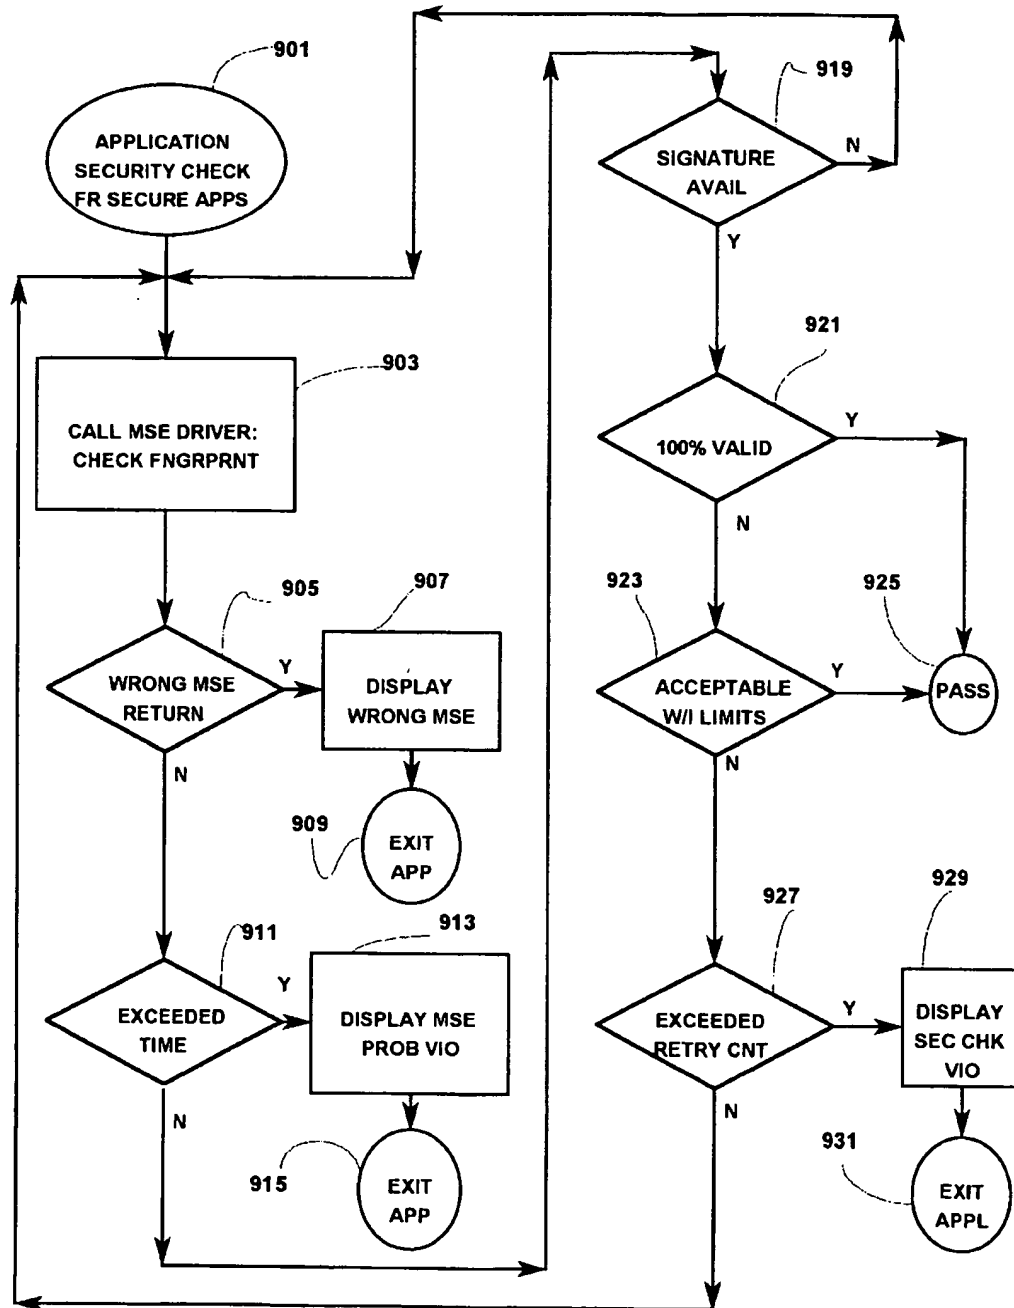 901
APPLICATION
SECURITY CHECK
FR SECURE APPS
903
CALL MSE DRIVER:
CHECK FNGRPRNT
905
WRONG MSE
RETURN
Y
N
907
DISPLAY
WRONG MSE
909
EXIT
APP
911
EXCEEDED
TIME
Y
N
913
DISPLAY MSE
PROB VIO
915
EXIT
APP
919
SIGNATURE
AVAIL
N
Y
921
100% VALID
Y
N
923
ACCEPTABLE
W/I LIMITS
Y
N
925
PASS
927
EXCEEDED
RETRY CNT
Y
N
929
DISPLAY
SEC CHK
VIO
931
EXIT
APPL